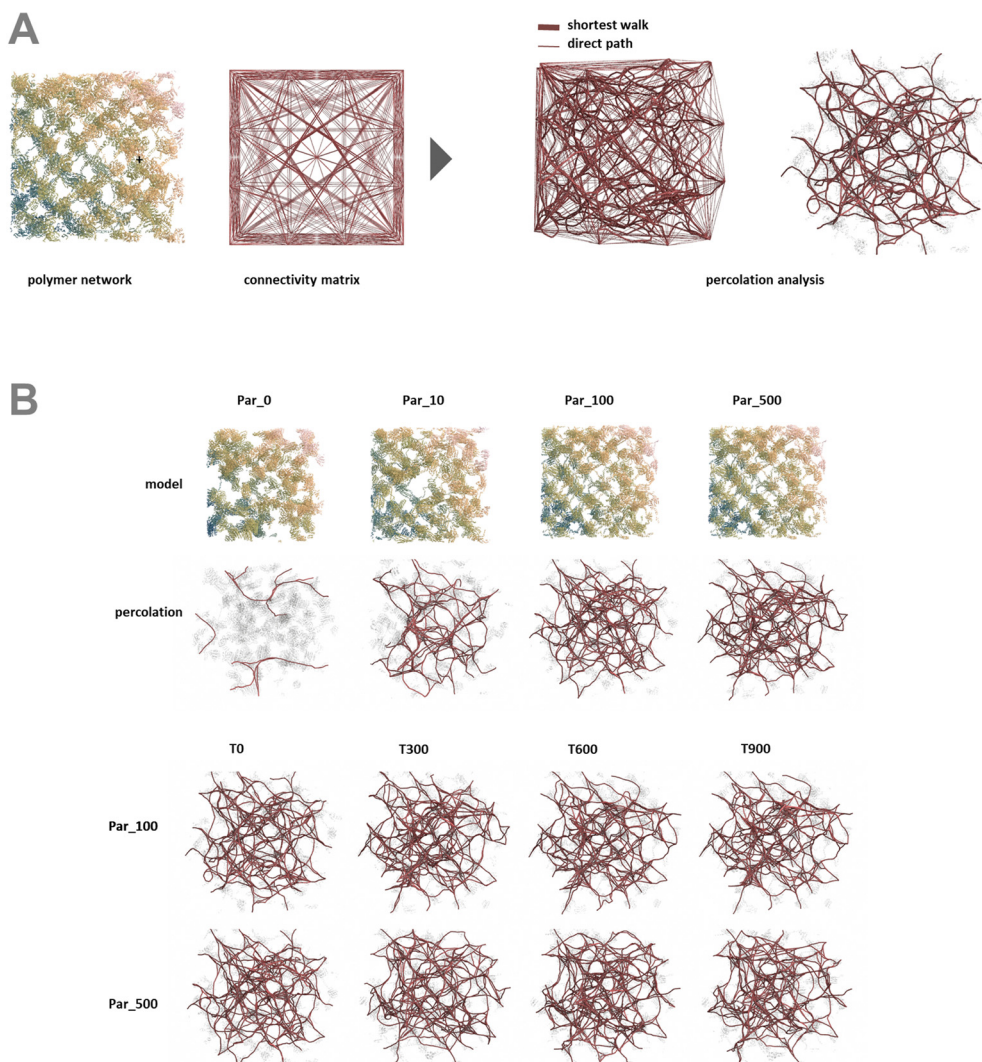 A
shortest walk
direct path
polymer network
connectivity matrix
percolation analysis
B
Par_0 Par_10 Par_100 Par_500
model
percolation
T0 T300 T600 T900
Par_100
Par_500